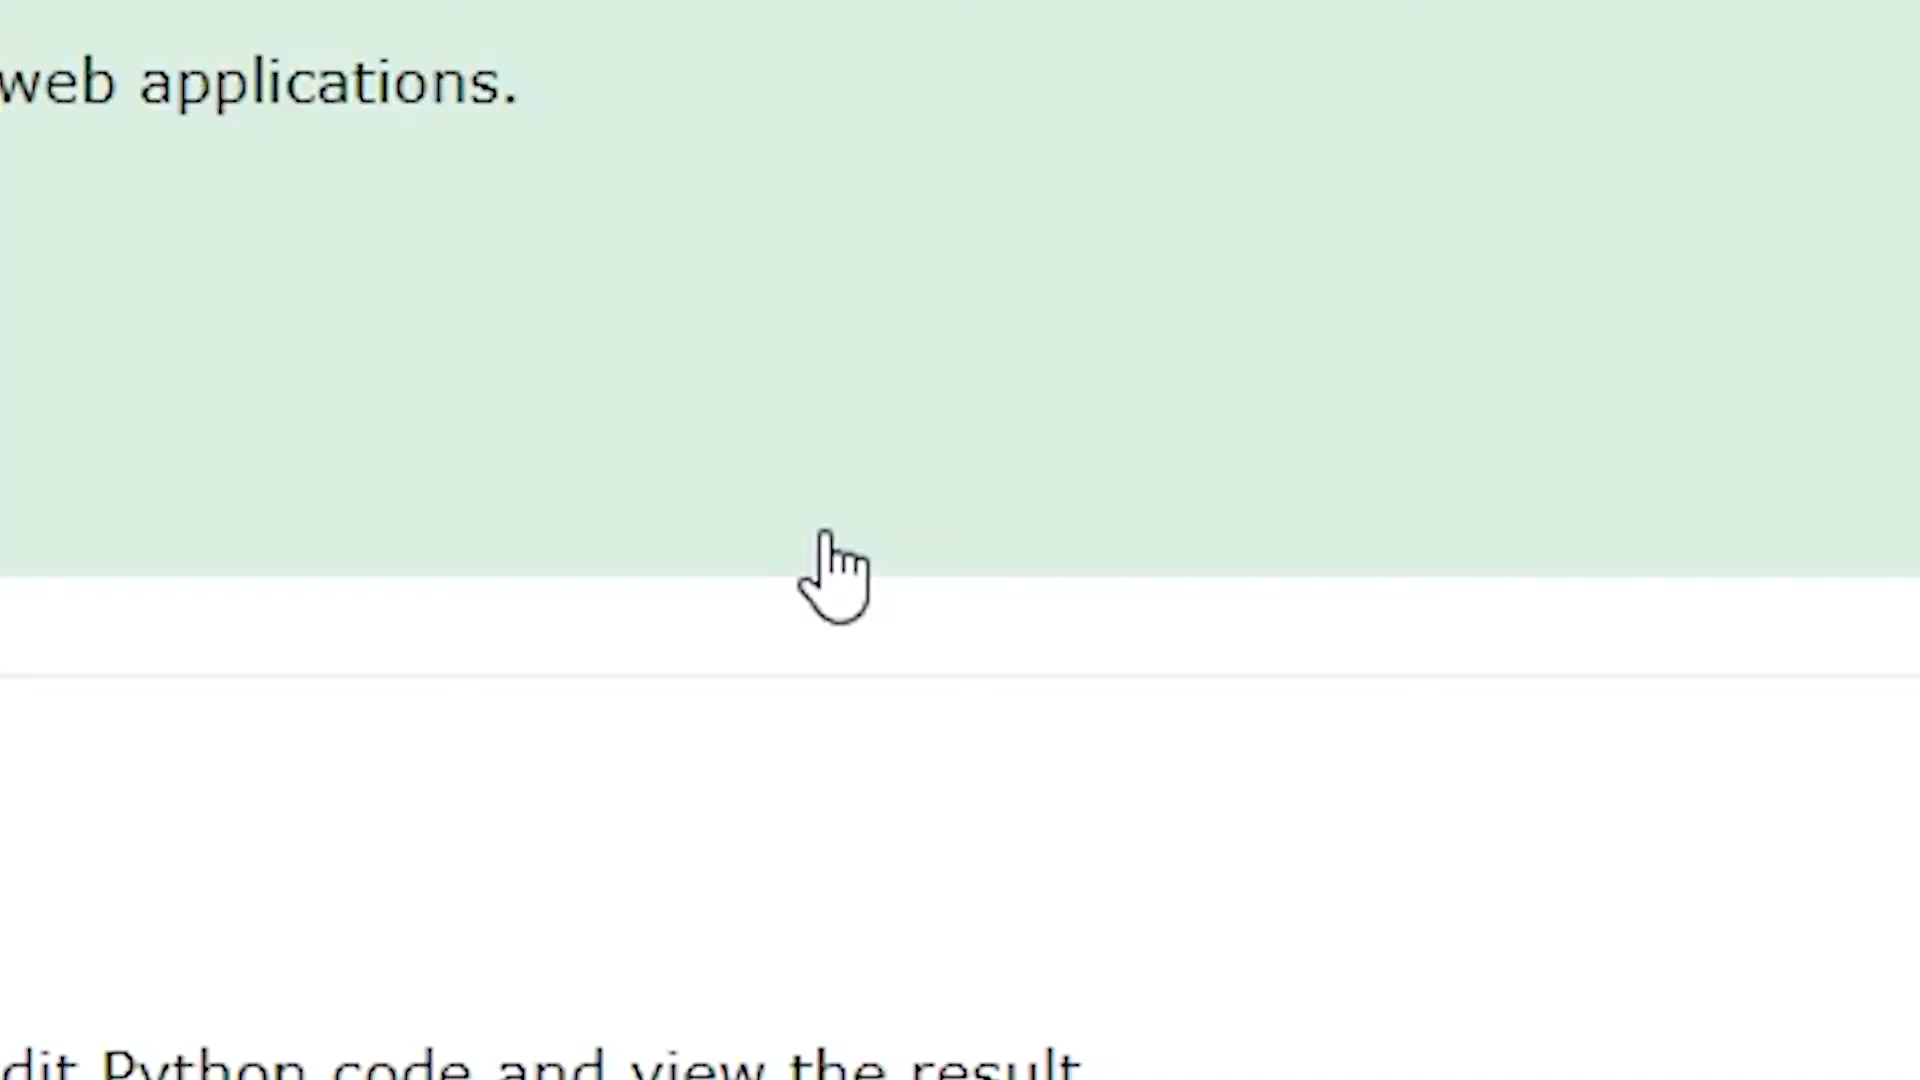 web applications.
dit Python code and view the result